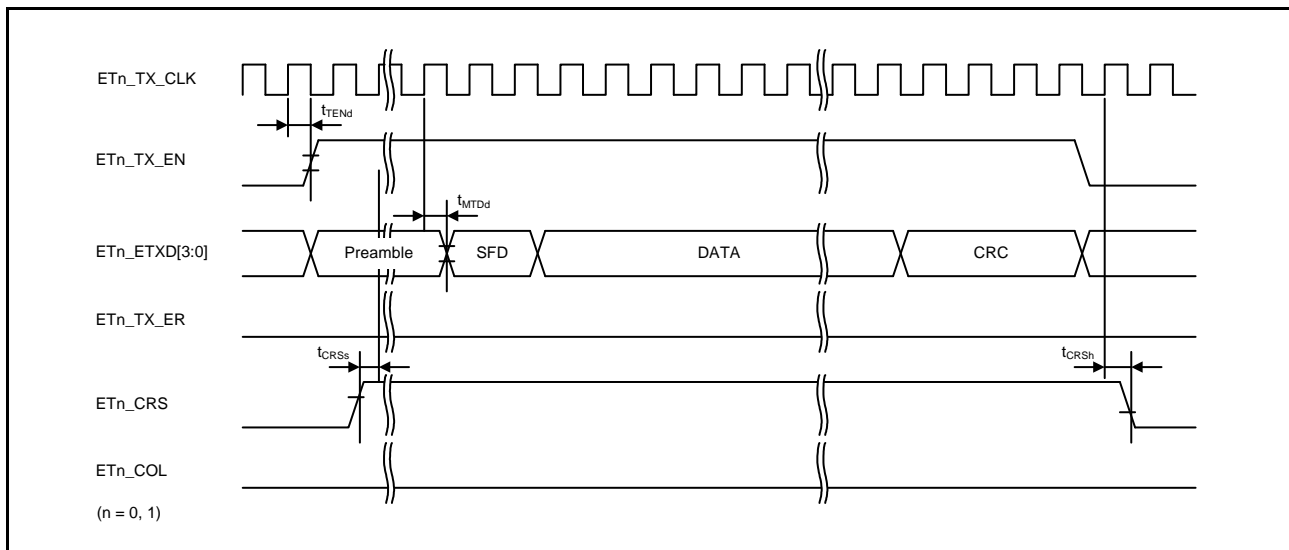 ETn_TX_CLK
tTENd
ETn_TX_EN
tMTDd
ETn_ETXD[3:0]
Preamble
SFD
DATA
CRC
ETn_TX_ER
tCRSs
tCRSh
ETn_CRS
ETn_COL
(n = 0, 1)